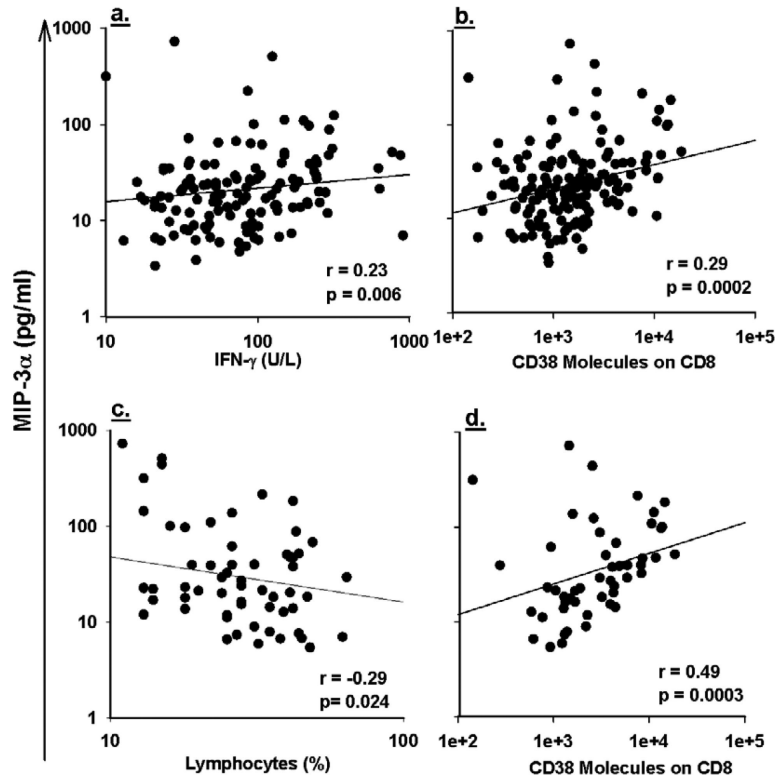 MIP-3α (pg/ml)
a.
1000
100
10
1
r = 0.23
p = 0.006
10 100 1000
IFN-γ (U/L)
b.
r = 0.29
p = 0.0002
1e+2 1e+3 1e+4 1e+5
CD38 Molecules on CD8
c.
1000
100
10
1
r = -0.29
p= 0.024
10 100
Lymphocytes (%)
d.
r = 0.49
p = 0.0003
1e+2 1e+3 1e+4 1e+5
CD38 Molecules on CD8